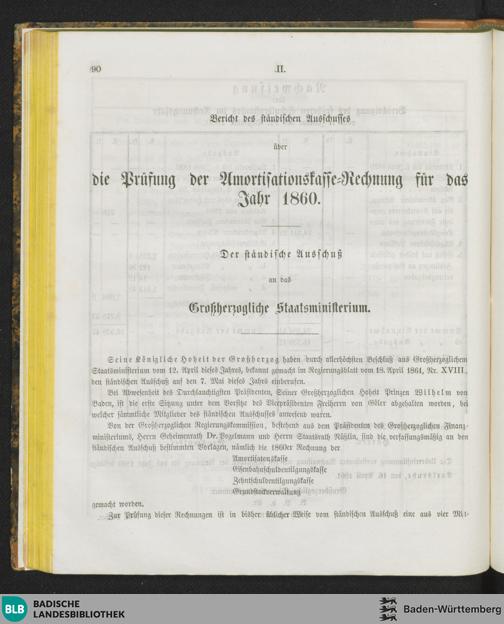 90
II.
Bericht des ständischen Ausschusses
über
die Prüfung der Amortisationskasse-Rechnung für das
Jahr 1860.
Der ständische Ausschuß
an das
Großherzogliche Staatsministerium.
Seine Königliche Hoheit der Großherzog haben durch allerhöchsten Beschluß aus Großherzoglichem
Staatsministerium vom 12. April dieses Jahres, bekannt gemacht im Regierungsblatt vom 18. April 1861, Nr. XVIII,
den ständischen Ausschuß auf den 7. Mai dieses Jahres einberufen.
Bei Abwesenheit des Durchlauchtigsten Präsidenten, Seiner Großherzoglichen Hoheit Prinzen Wilhelm von
Baden, ist die erste Sitzung unter dem Vorsitze des Vicepräsidenten Freiherrn von Göler abgehalten worden, bei
welcher sämmtliche Mitglieder des ständischen Ausschusses anwesend waren.
Von der Großherzoglichen Regierungskommission, bestehend aus dem Präsidenten des Großherzoglichen Finanz-
ministeriums, Herrn Geheimerath Dr. Vogelmann und Herrn Staatsrath Nüßlin, sind die verfassungsmäßig an den
ständischen Ausschuß bestimmten Vorlagen, nämlich die 1860er Rechnung der
Amortisationskasse
Eisenbahnschuldentilgungskasse
Zehntschuldentilgungskasse
Grundstockverwaltung
gemacht worden.
Zur Prüfung dieser Rechnungen ist in bisher üblicher Weise vom ständischen Ausschuß eine aus vier Mit-
BLB BADISCHE
LANDESBIBLIOTHEK
Baden-Württemberg